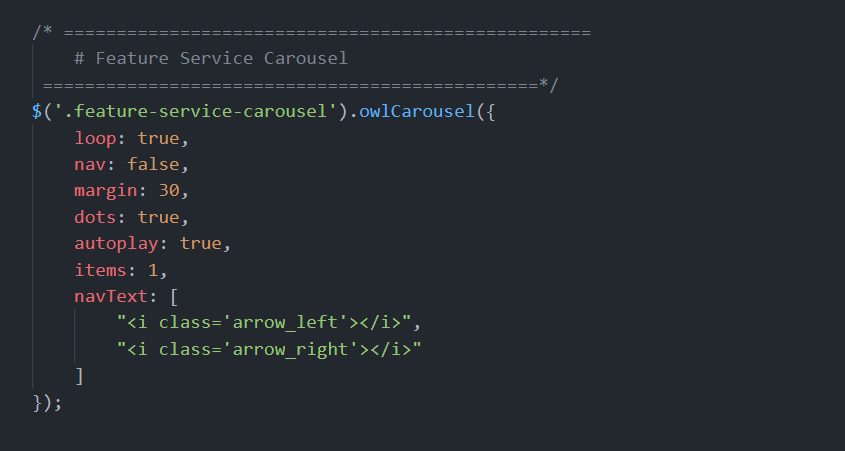 /* ==================================================
# Feature Service Carousel
===============================================*/
$('.feature-service-carousel').owlCarousel({
loop: true,
nav: false,
margin: 30,
dots: true,
autoplay: true,
items: 1,
navText: [
"<i class='arrow_left'></i>",
"<i class='arrow_right'></i>"
]
});